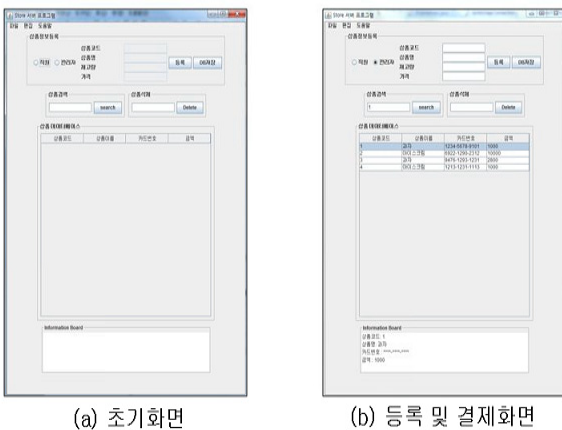 Store 서버 프로그램
파일 편집 도움말
상품정보등록
상품코드
상품명
재고량
가격
직원 관리자
등록 DB저장
상품검색 상품삭제
search Delete
상품 데이터베이스
상품코드 상품이름 카드번호 금액
Information Board
(a) 초기화면
Store 서버 프로그램
파일 편집 도움말
상품정보등록
상품코드
상품명
재고량
가격
직원 관리자
등록 DB저장
상품검색 상품삭제
1 search Delete
상품 데이터베이스
상품코드 상품이름 카드번호 금액
1 과자 1234-5678-9101 1000
2 아이스크림 6822-1290-2312 10000
3 과자 9476-1293-1231 2800
4 아이스크림 1213-1231-1113 1000
Information Board
상품코드: 1
상품명: 과자
카드번호 : ****-****-****
금액 : 1000
(b) 등록 및 결제화면